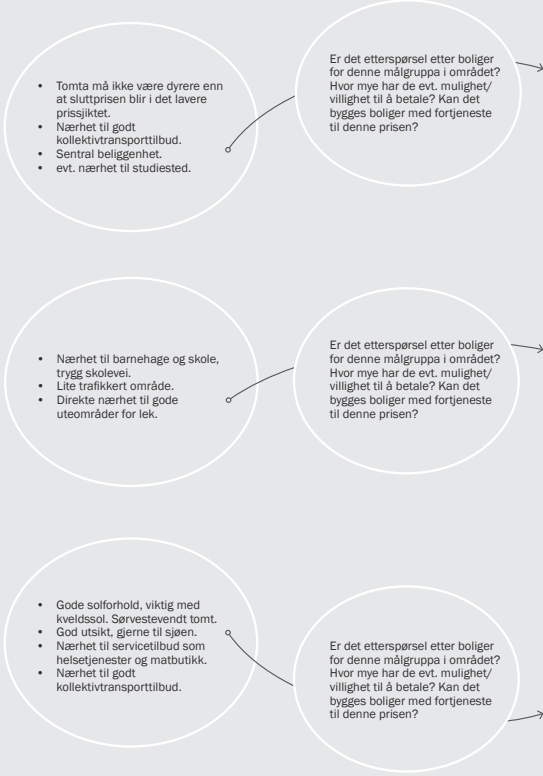 • Tomta må ikke være dyrere enn
at sluttprisen blir i det lavere
prissjiktet.
• Nærhet til godt
kollektivtransporttilbud.
• Sentral beliggenhet.
• evt. nærhet til studiested.
Er det etterspørsel etter boliger
for denne målgruppa i området?
Hvor mye har de evt. mulighet/
villighet til å betale? Kan det
bygges boliger med fortjeneste
til denne prisen?
• Nærhet til barnehage og skole,
trygg skolevei.
• Lite trafikkert område.
• Direkte nærhet til gode
uteområder for lek.
Er det etterspørsel etter boliger
for denne målgruppa i området?
Hvor mye har de evt. mulighet/
villighet til å betale? Kan det
bygges boliger med fortjeneste
til denne prisen?
• Gode solforhold, viktig med
kveldssol. Sørvestevendt tomt.
• God utsikt, gjerne til sjøen.
• Nærhet til servicetilbud som
helsetjenester og matbutikk.
• Nærhet til godt
kollektivtransporttilbud.
Er det etterspørsel etter boliger
for denne målgruppa i området?
Hvor mye har de evt. mulighet/
villighet til å betale? Kan det
bygges boliger med fortjeneste
til denne prisen?